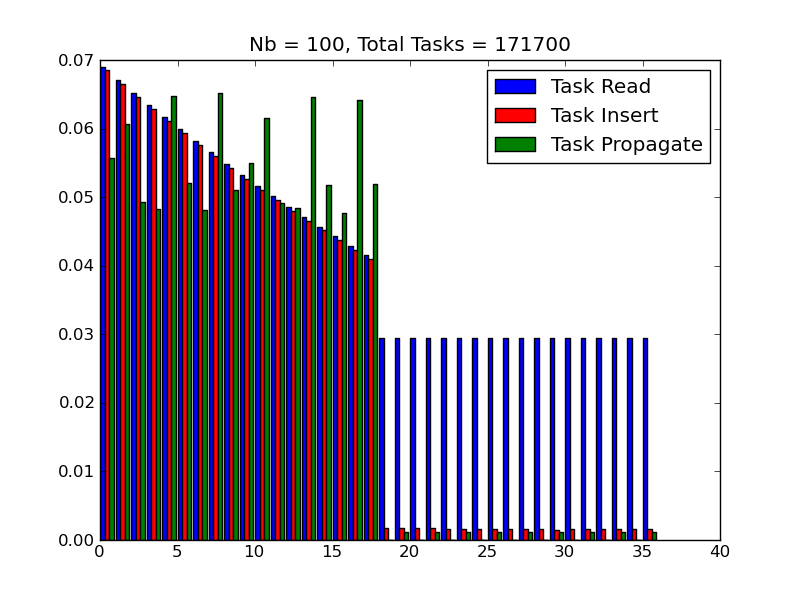 Nb = 100, Total Tasks = 171700
0.07
0.06
0.05
0.04
0.03
0.02
0.01
0.00
Task Read
Task Insert
Task Propagate
0 5 10 15 20 25 30 35 40